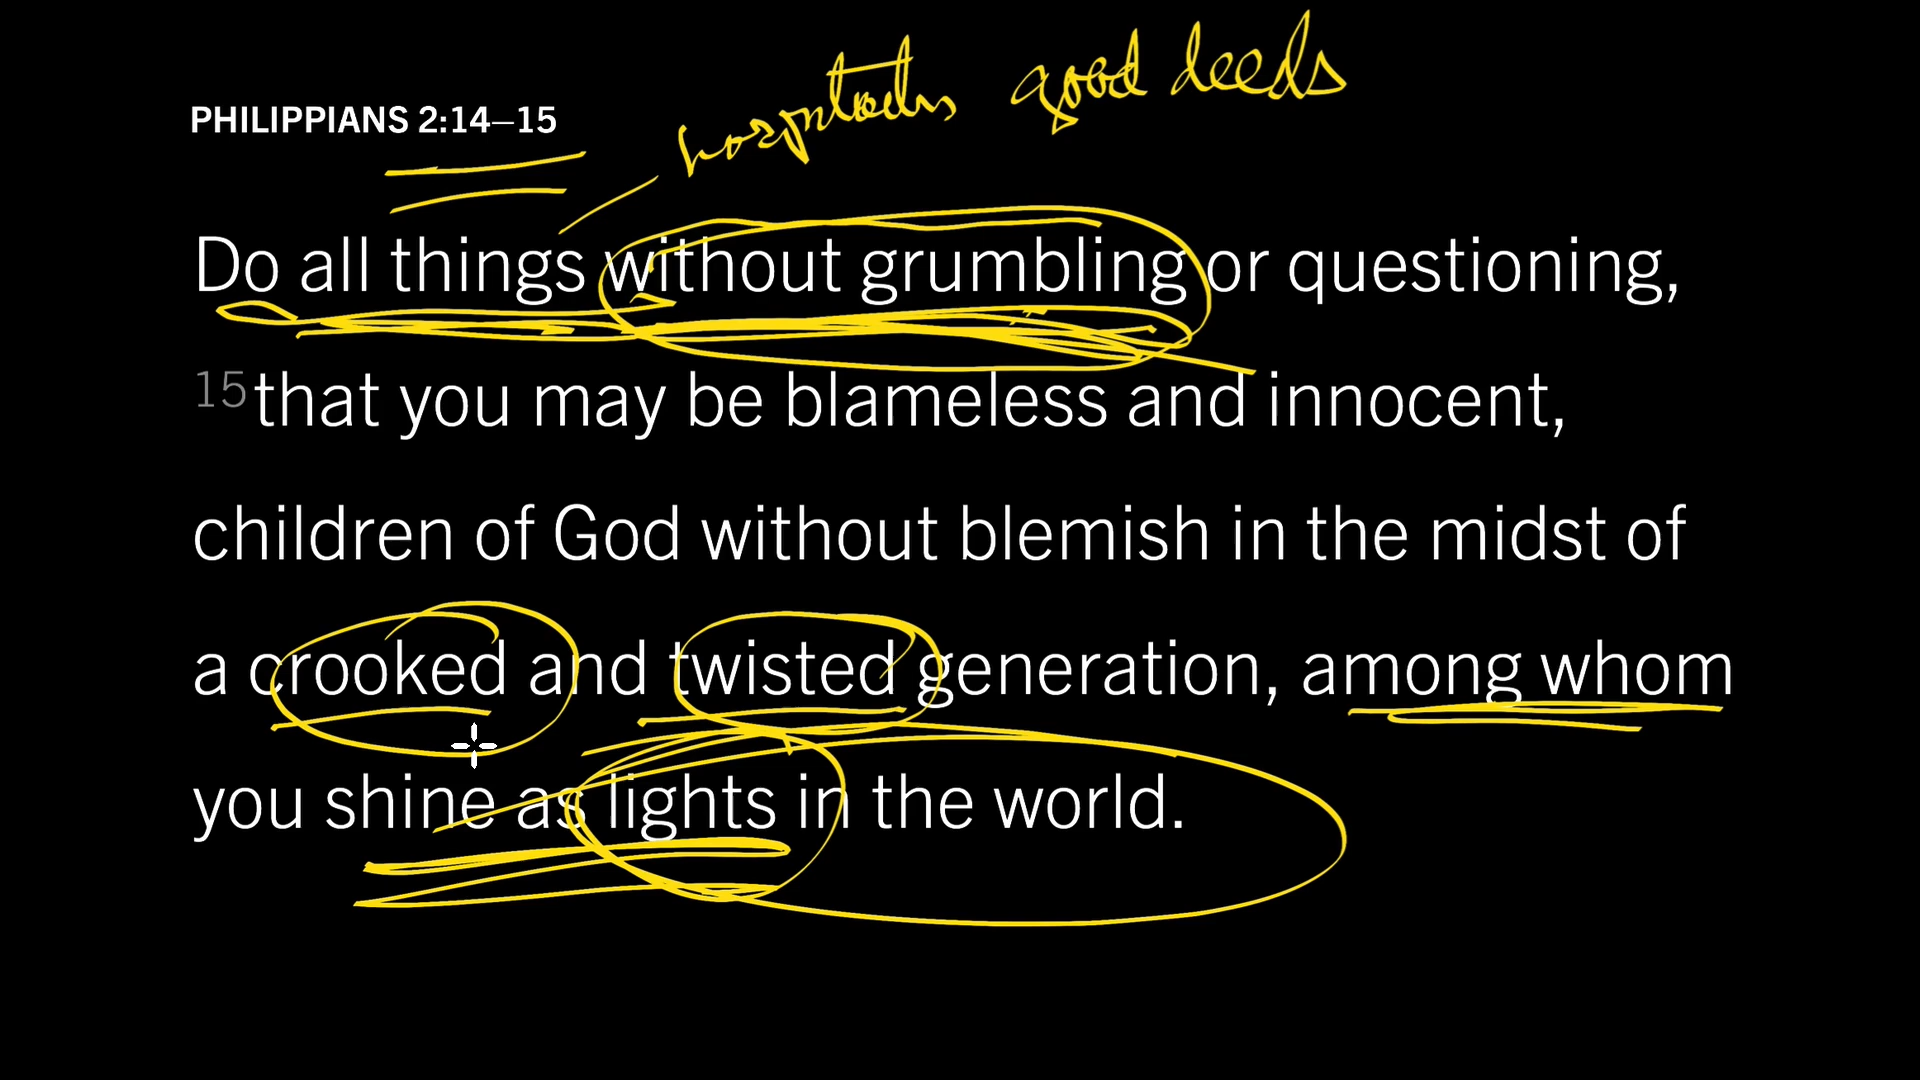 good deeds
PHILIPPIANS 2:14–15
Do all things without grumbling or questioning,
15 that you may be blameless and innocent,
children of God without blemish in the midst of
a crooked and twisted generation, among whom
you shine as lights in the world.